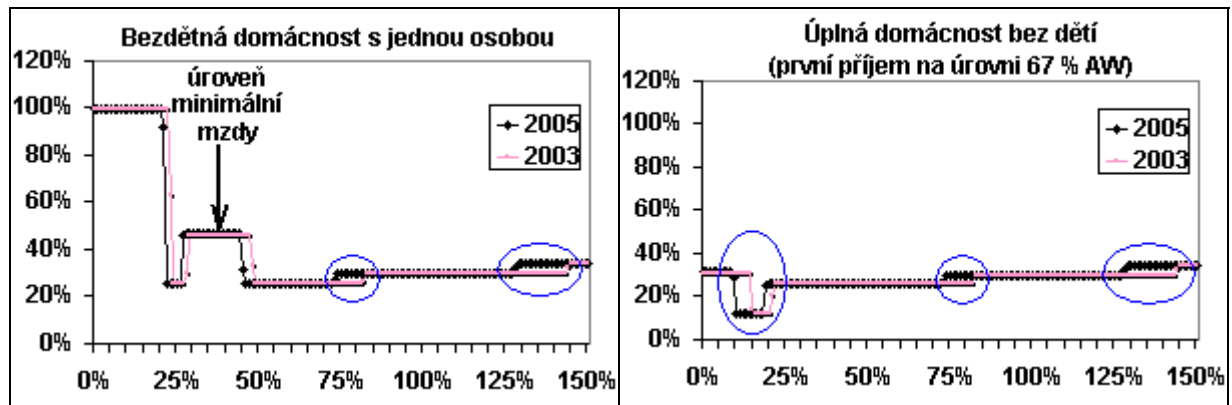 Bezdětná domácnost s jednou osobou
120%
100%
80%
60%
40%
20%
0%
úroveň
minimální
mzdy
2005
2003
0% 25% 50% 75% 100% 125% 150%
Úplná domácnost bez dětí
(první příjem na úrovni 67 % AW)
120%
100%
80%
60%
40%
20%
0%
2005
2003
0% 25% 50% 75% 100% 125% 150%